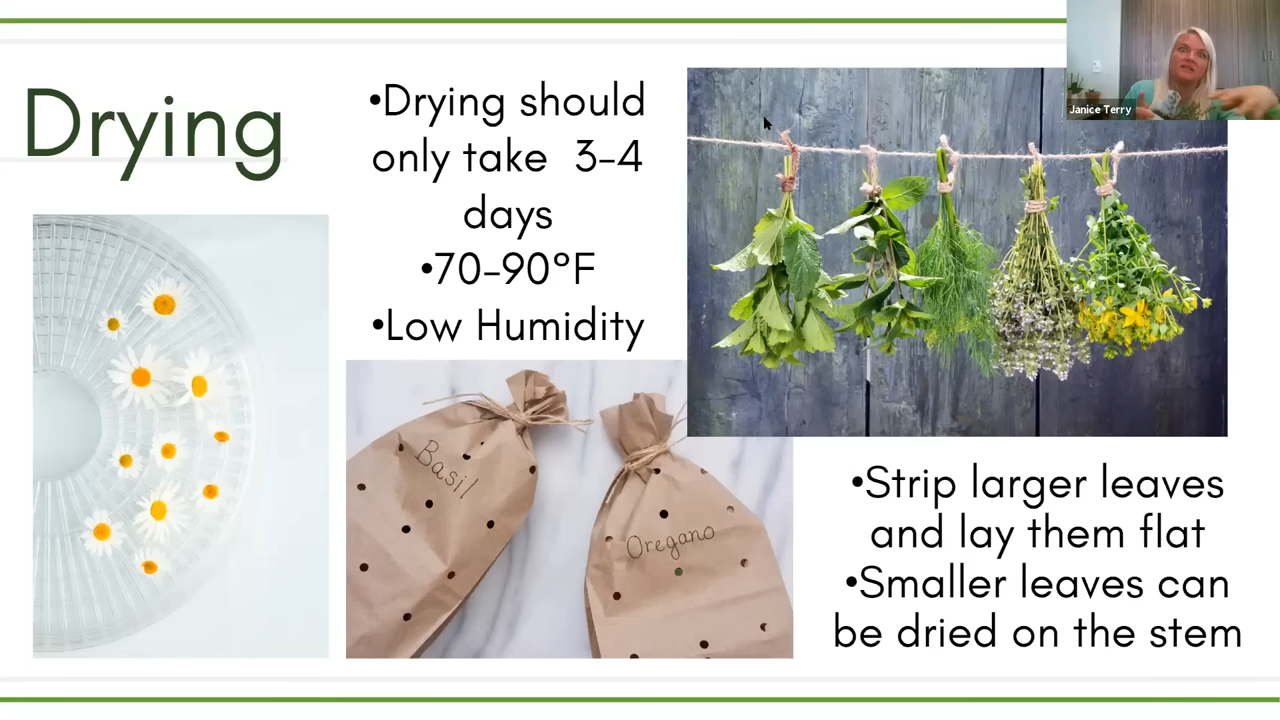 Drying
•Drying should
only take 3-4
days
•70-90°F
•Low Humidity
Janice Terry
Basil
Oregano
•Strip larger leaves
and lay them flat
•Smaller leaves can
be dried on the stem